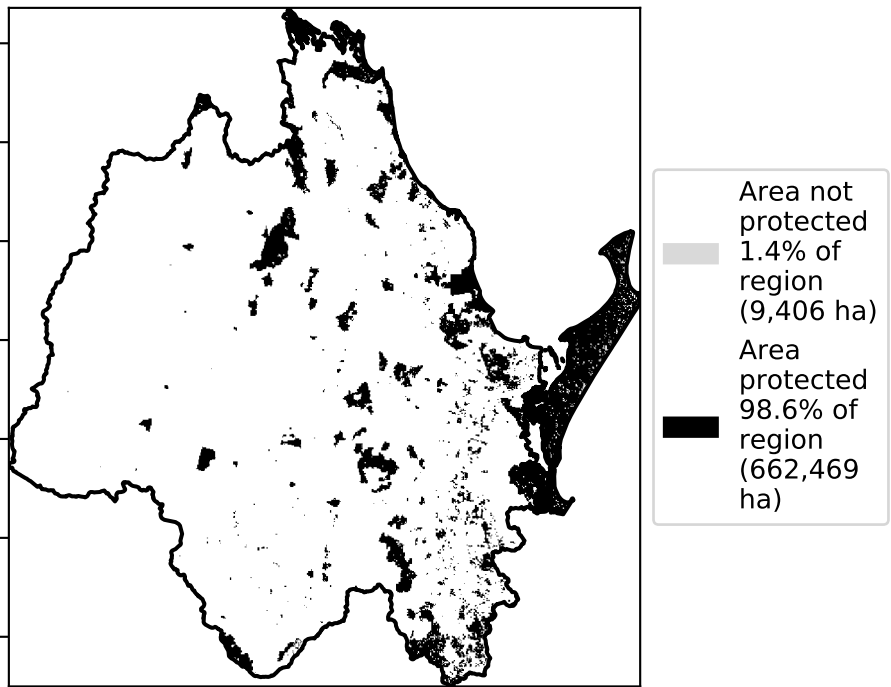 Area not
protected
1.4% of
region
(9,406 ha)
Area
protected
98.6% of
region
(662,469
ha)